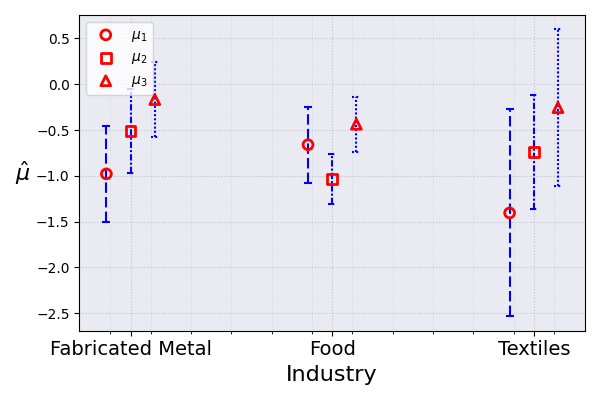 μ₁
μ₂
μ₃
0.5
0.0
−0.5
−1.0
−1.5
−2.0
−2.5
μ̂
Fabricated Metal Food Textiles
Industry